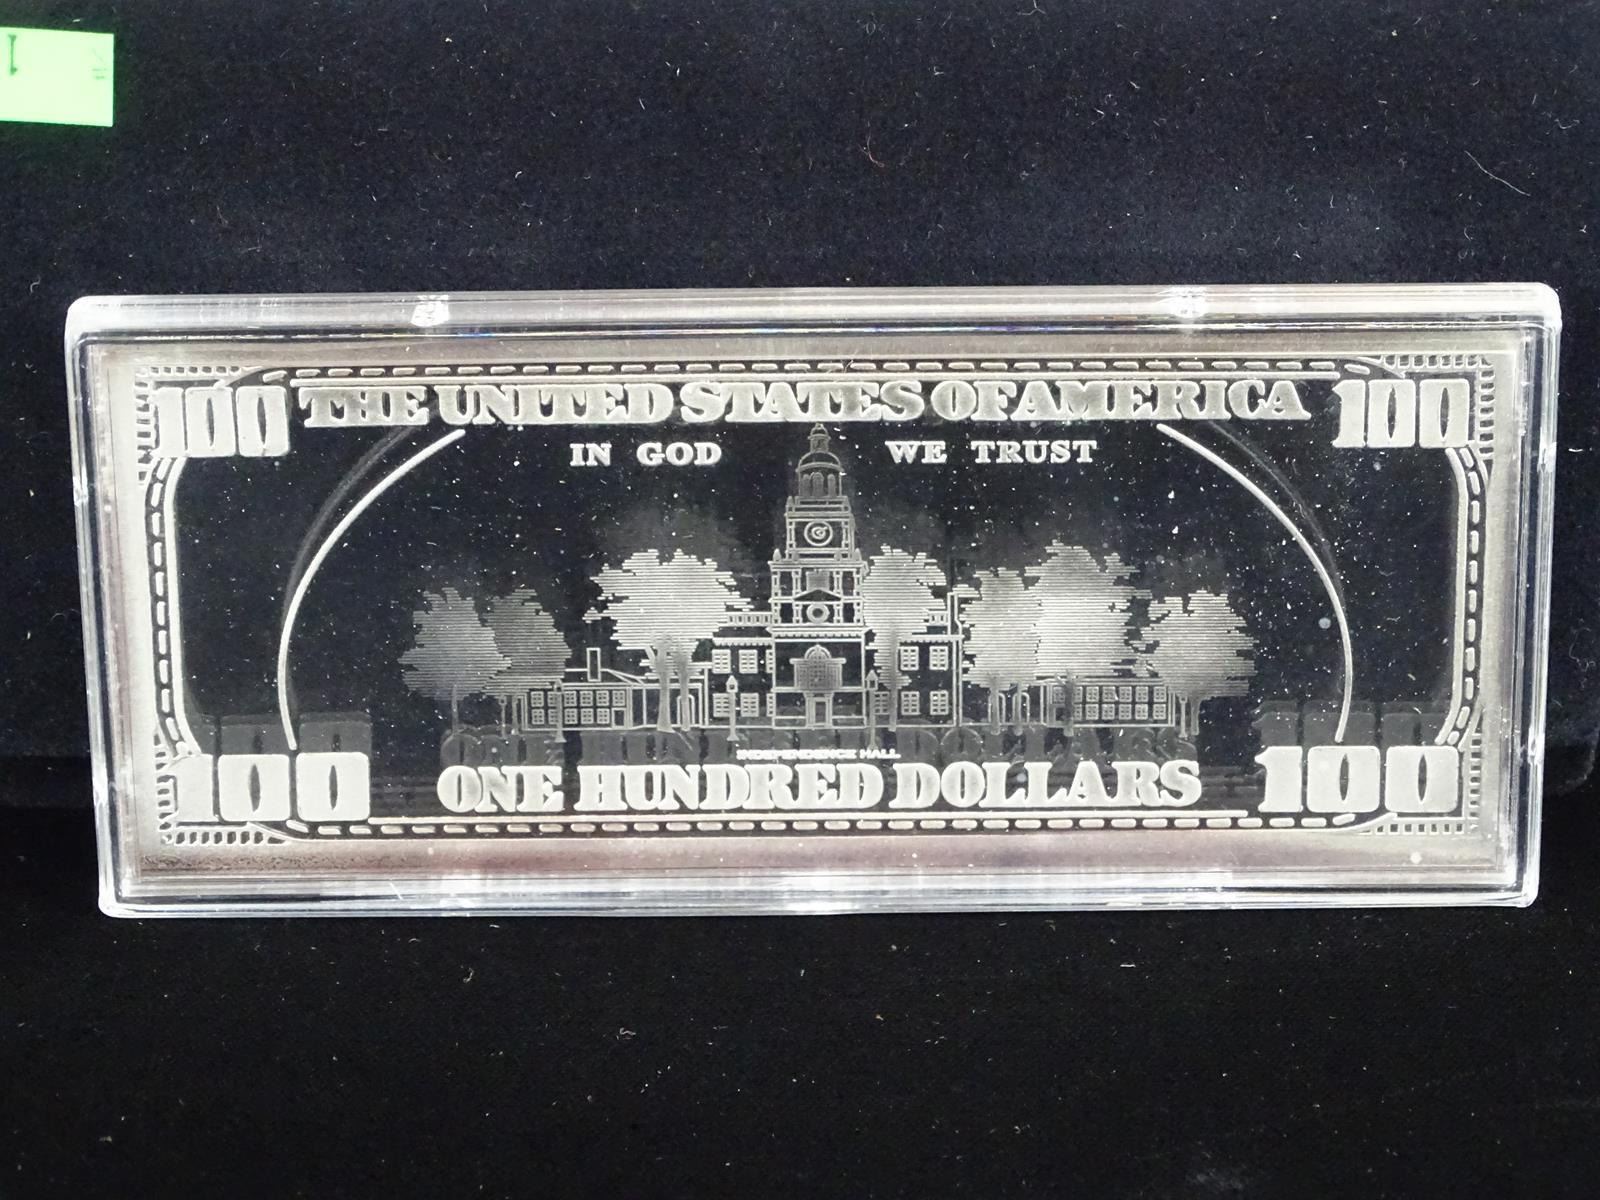 100 THE UNITED STATES OF AMERICA 100
IN GOD WE TRUST
INDEPENDENCE HALL
100 ONE HUNDRED DOLLARS 100